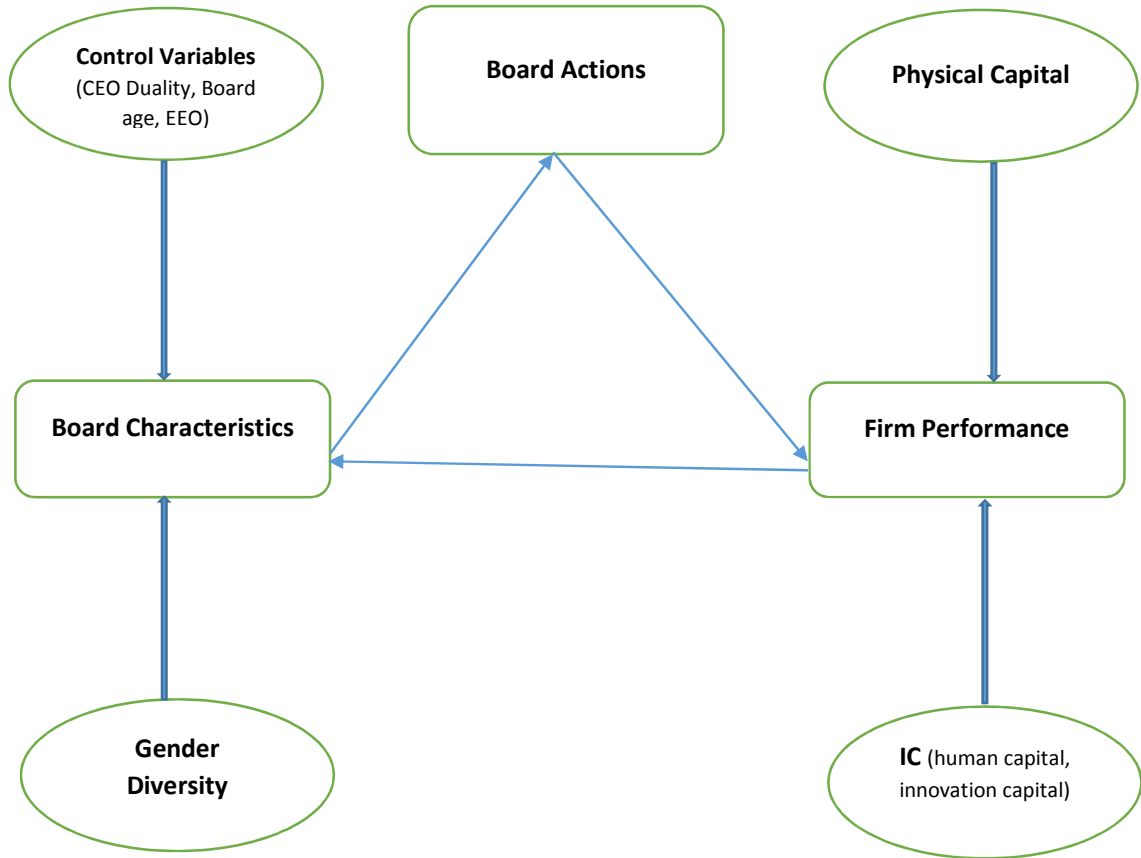 Control Variables
(CEO Duality, Board
age, EEO)
Board Actions
Physical Capital
Board Characteristics
Firm Performance
Gender
Diversity
IC (human capital,
innovation capital)